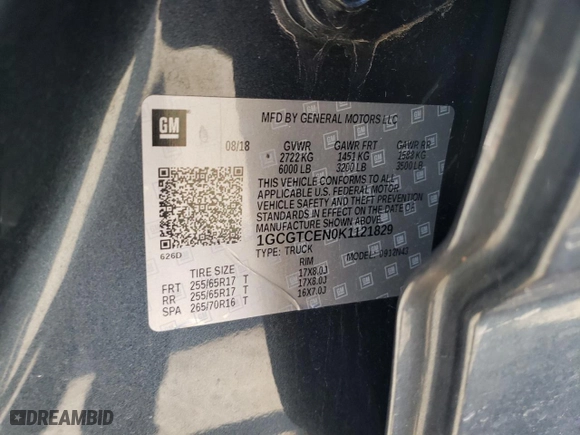 MFD BY GENERAL MOTORS LLC
GM
08/18 GVWR GAWR FRT GAWR RR
2722 KG 1451 KG 1588 KG
6000 LB 3200 LB 3500 LB
THIS VEHICLE CONFORMS TO ALL
APPLICABLE U.S. FEDERAL MOTOR
VEHICLE SAFETY AND THEFT
PREVENTION STANDARDS IN
EFFECT ON THE DATE OF
MANUFACTURE SHOWN ABOVE.
1GCGTCEN0K1121829
626D TYPE: TRUCK MODEL:
TIRE SIZE RIM
FRT 255/65R17 T 17X8.0J
RR 255/65R17 T 17X8.0J
SPA 265/70R16 T 16X7.0J
DREAMBID